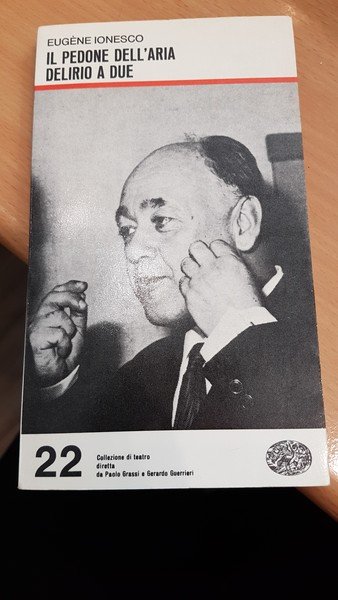 EUGÈNE IONESCO
IL PEDONE DELL'ARIA
DELIRIO A DUE
22
Collezione di teatro
diretta
da Paolo Grassi e Gerardo Guerrieri